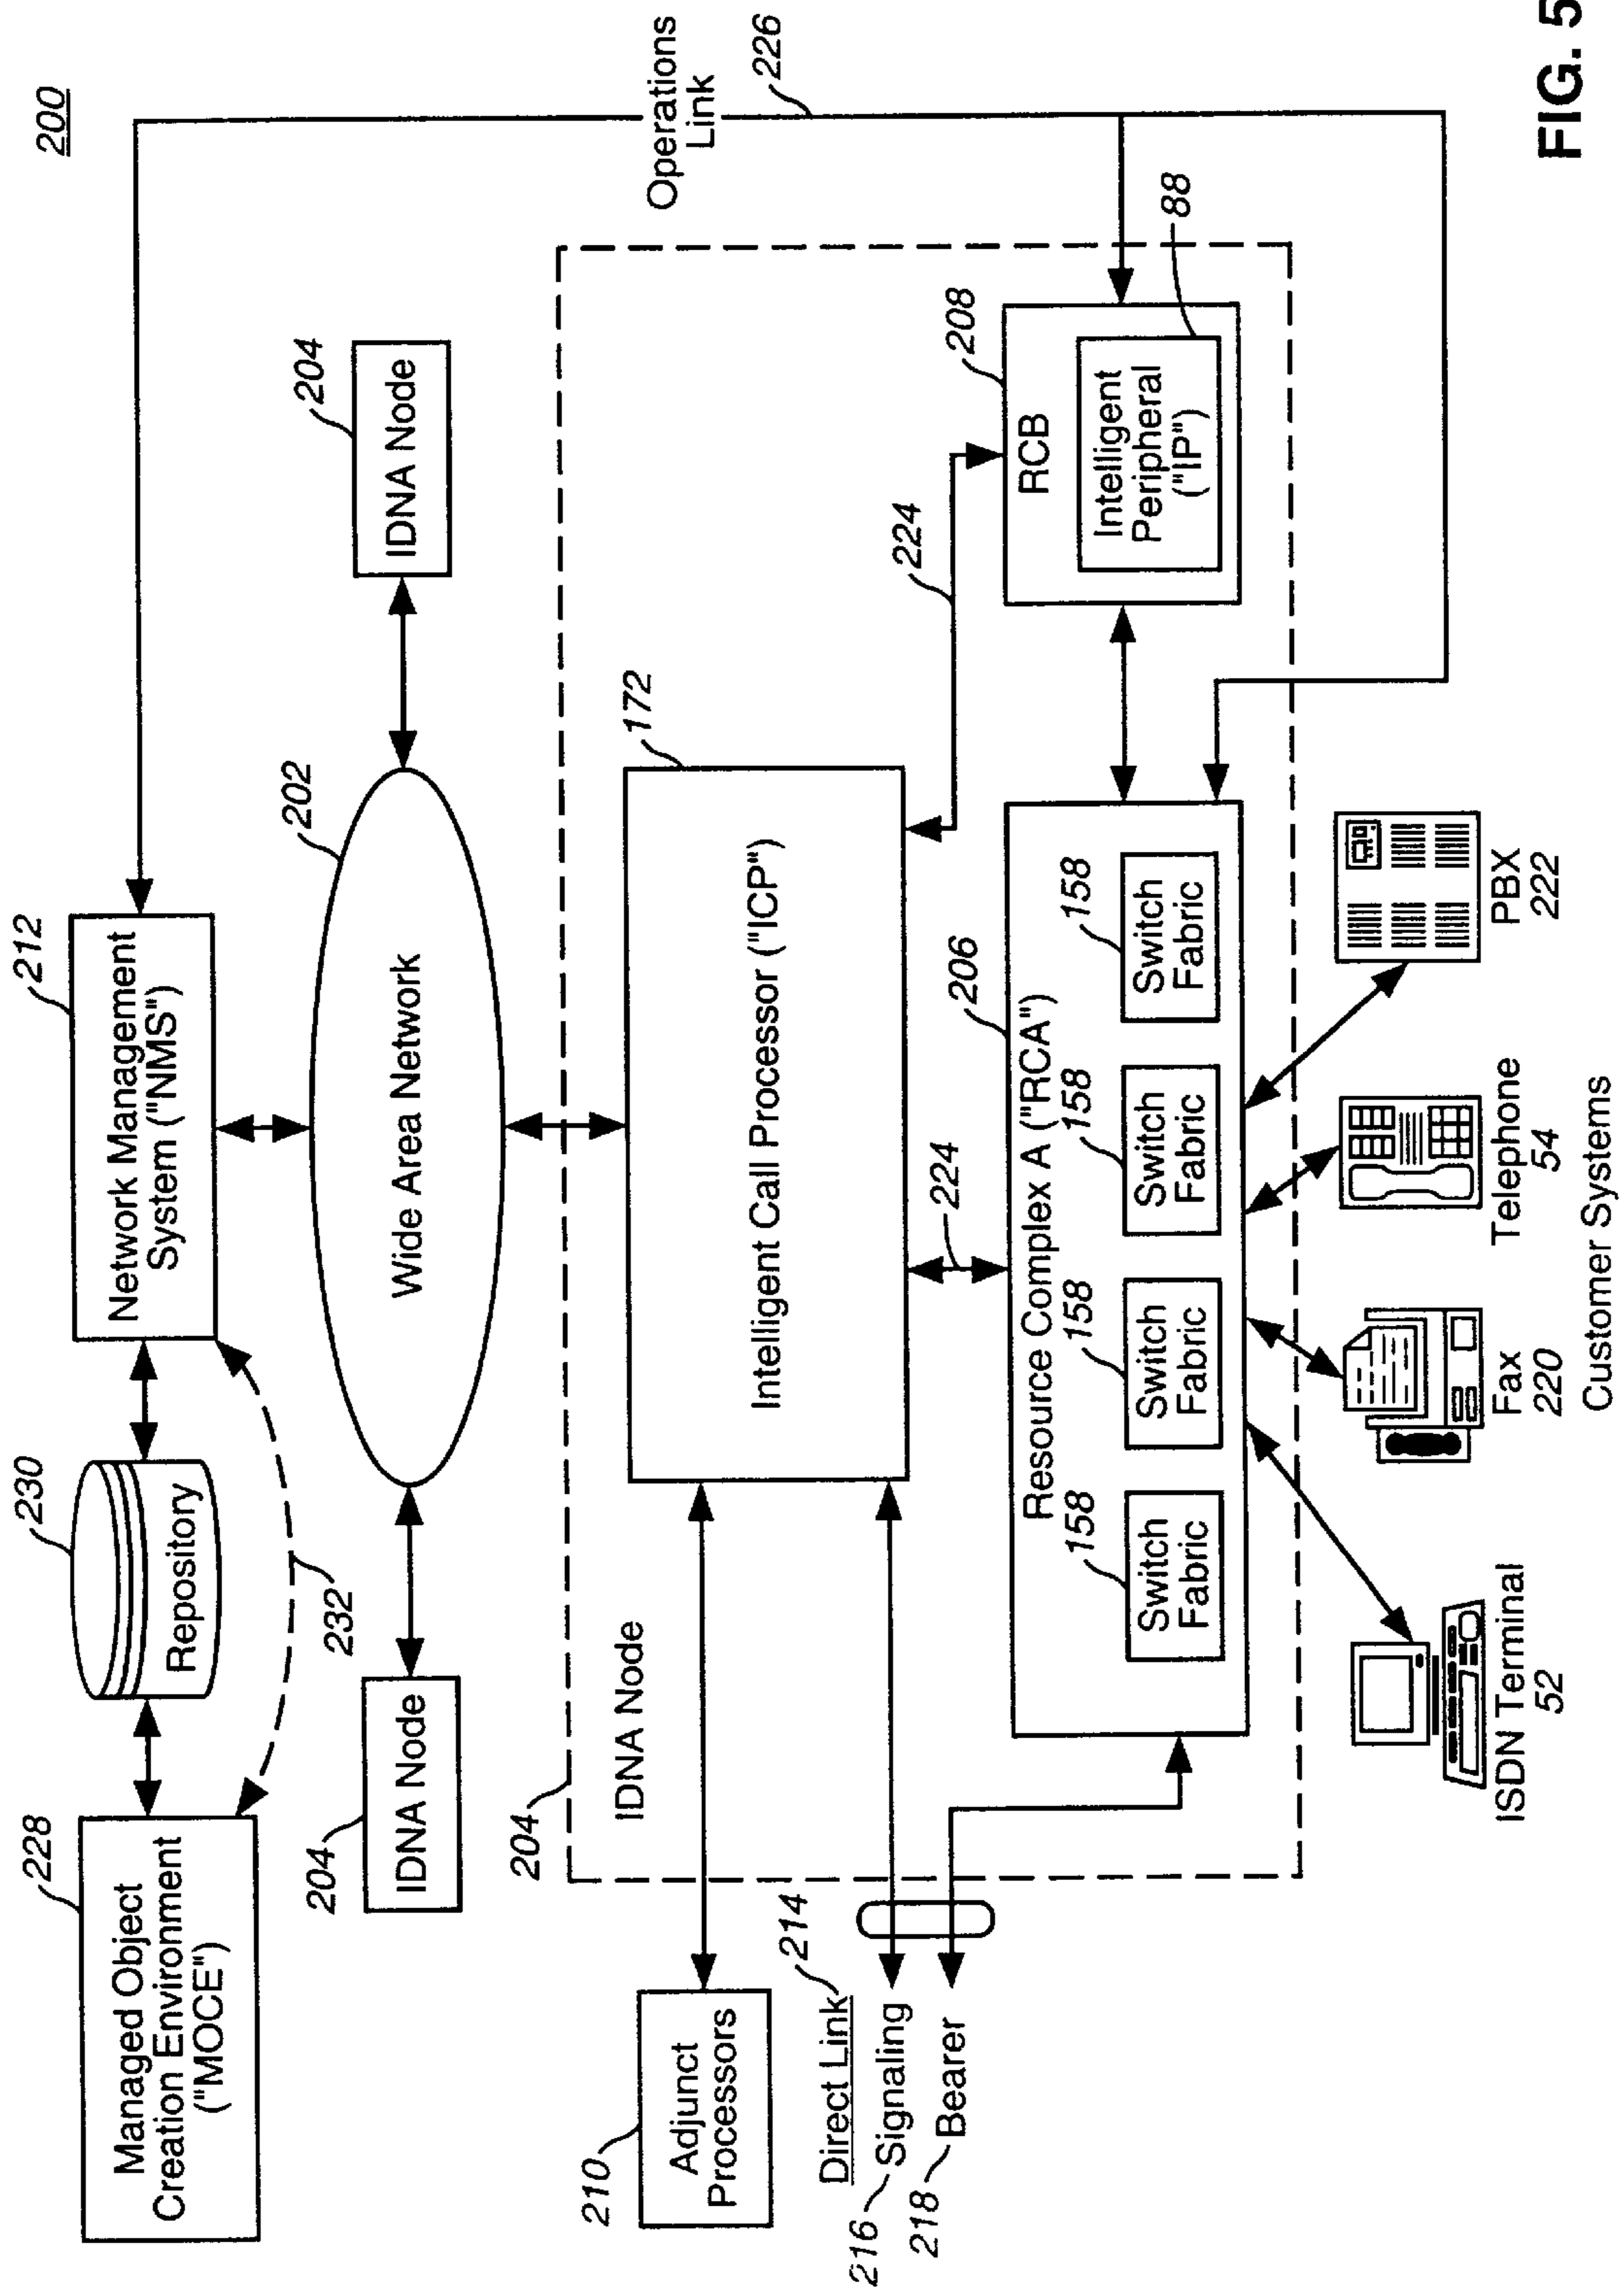 200
228
Managed Object
Creation Environment
("MOCE")
230
Repository
212
Network Management
System ("NMS")
232
Operations
Link
226
204
IDNA Node
202
Wide Area Network
204
IDNA Node
204
IDNA Node
210
Adjunct
Processors
172
Intelligent Call Processor ("ICP")
Direct Link
214
216
Signaling
218
Bearer
224
224
206
Resource Complex A ("RCA")
158
Switch
Fabric
158
Switch
Fabric
158
Switch
Fabric
158
Switch
Fabric
208
RCB
88
Intelligent
Peripheral
("IP")
ISDN Terminal
52
Fax
220
Telephone
54
PBX
222
Customer Systems
FIG. 5